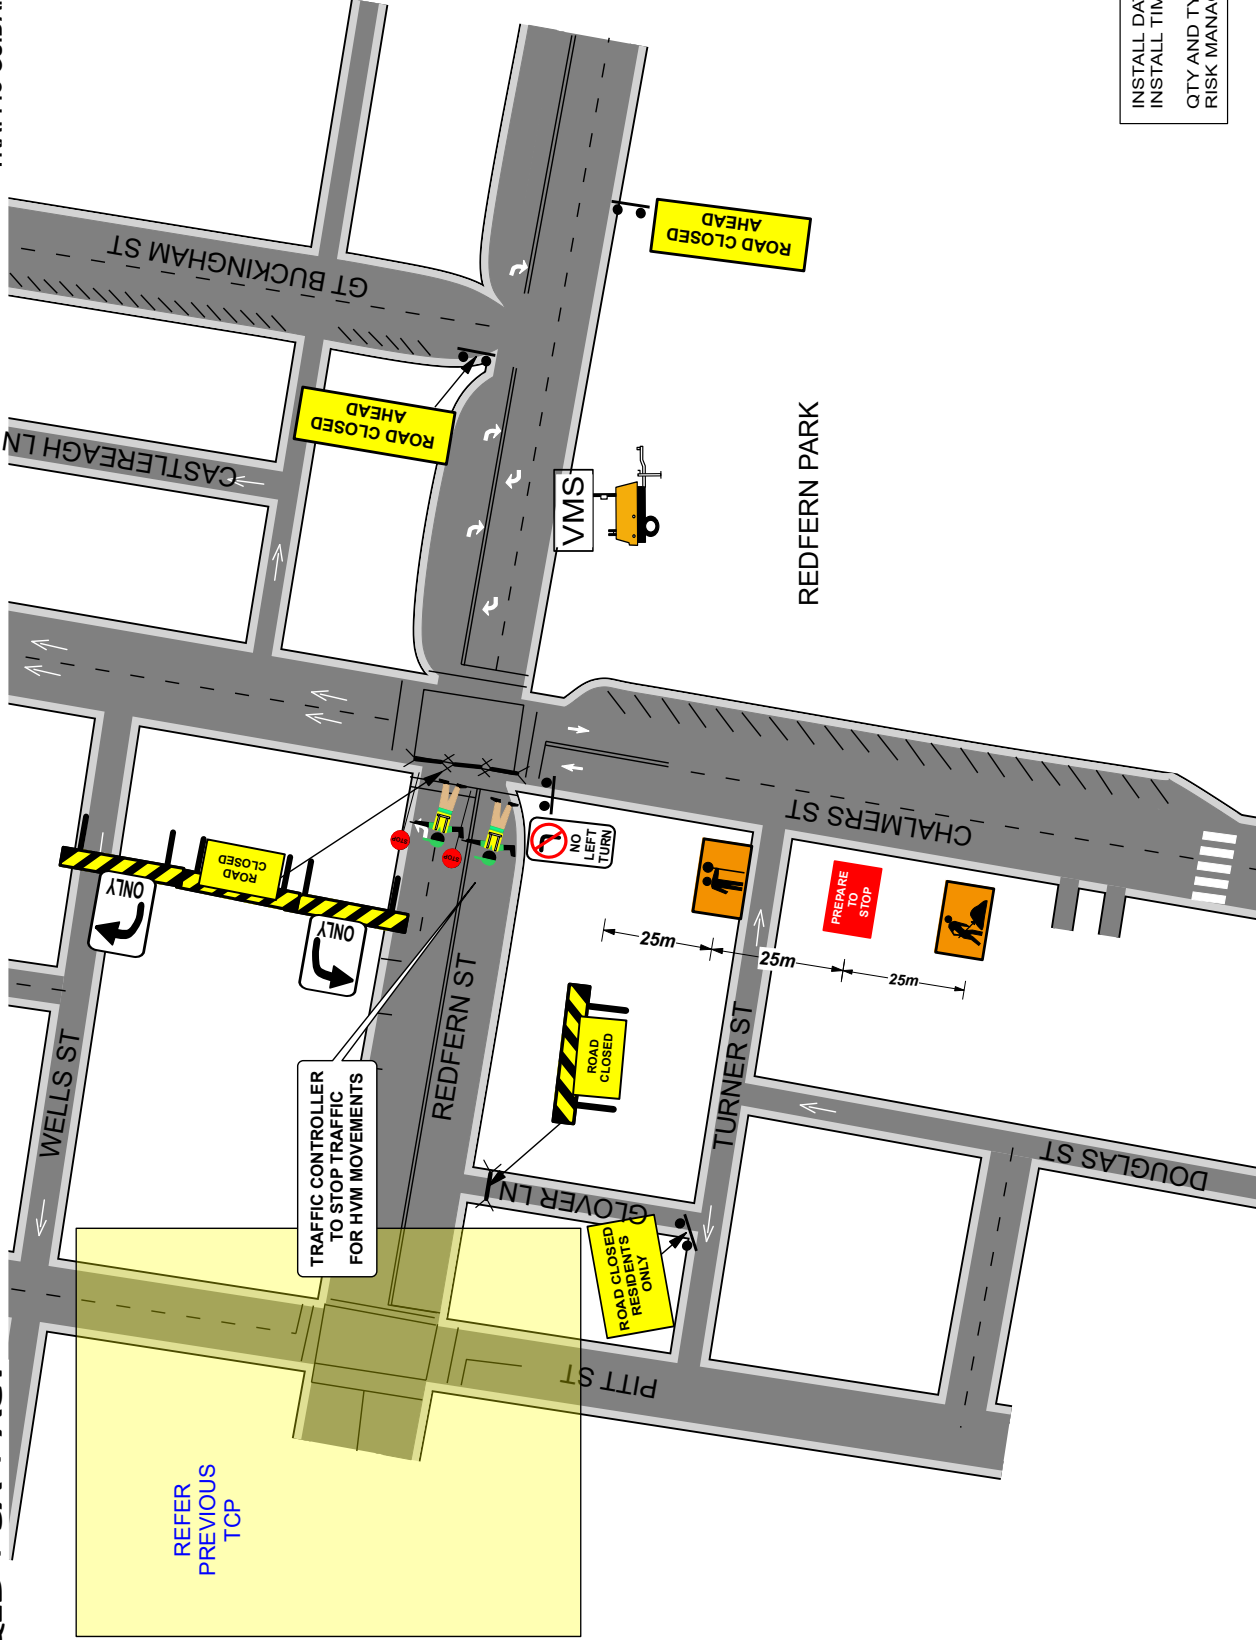 INSTALL DA
INSTALL TIM
QTY AND TY
RISK MANAG
GT BUCKINGHAM ST
CASTLEREAGH LN
ROAD CLOSED
AHEAD
ROAD CLOSED
AHEAD
VMS
REDFERN PARK
CHALMERS ST
ONLY
ROAD
CLOSED
ONLY
STOP
STOP
NO
LEFT
TURN
PREPARE
TO
STOP
25m
25m
25m
WELLS ST
REDFERN ST
TURNER ST
DOUGLAS ST
GLOVER LN
PITT ST
ROAD
CLOSED
TRAFFIC CONTROLLER
TO STOP TRAFFIC
FOR HVM MOVEMENTS
ROAD CLOSED
RESIDENTS
ONLY
REFER
PREVIOUS
TCP